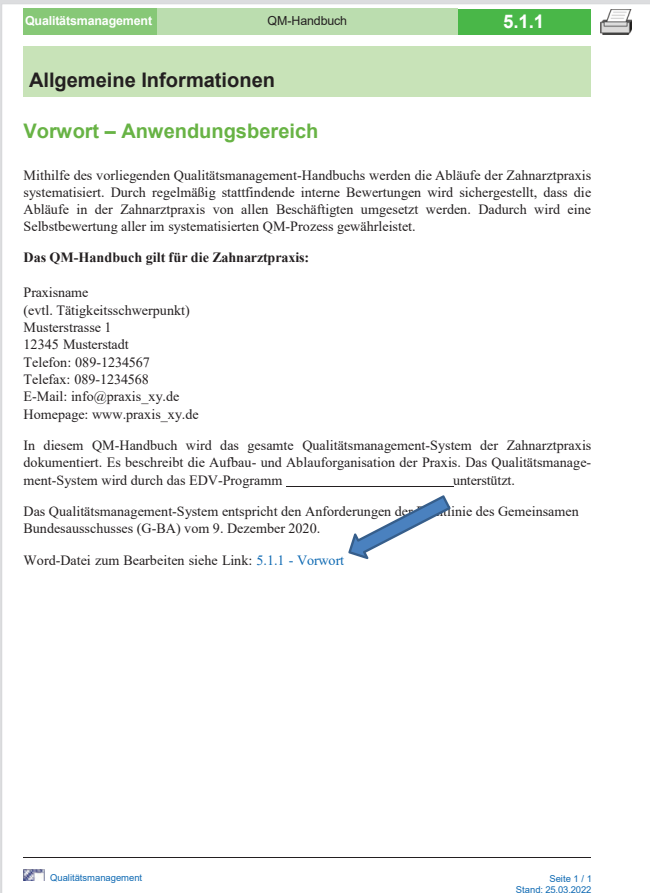 Qualitätsmanagement QM-Handbuch 5.1.1
Allgemeine Informationen
Vorwort – Anwendungsbereich
Mithilfe des vorliegenden Qualitätsmanagement-Handbuchs werden die Abläufe der Zahnarztpraxis
systematisiert. Durch regelmäßig stattfindende interne Bewertungen wird sichergestellt, dass die
Abläufe in der Zahnarztpraxis von allen Beschäftigten umgesetzt werden. Dadurch wird eine
Selbstbewertung aller im systematisierten QM-Prozess gewährleistet.
Das QM-Handbuch gilt für die Zahnarztpraxis:
Praxisname
(evtl. Tätigkeitsschwerpunkt)
Musterstrasse 1
12345 Musterstadt
Telefon: 089-1234567
Telefax: 089-1234568
E-Mail: info@praxis_xy.de
Homepage: www.praxis_xy.de
In diesem QM-Handbuch wird das gesamte Qualitätsmanagement-System der Zahnarztpraxis
dokumentiert. Es beschreibt die Aufbau- und Ablauforganisation der Praxis. Das Qualitätsmanage-
ment-System wird durch das EDV-Programm ________________________unterstützt.
Das Qualitätsmanagement-System entspricht den Anforderungen der des Gemeinsamen
Bundesausschusses (G-BA) vom 9. Dezember 2020.
Word-Datei zum Bearbeiten siehe Link: 5.1.1 - Vorwort
Qualitätsmanagement Seite 1 / 1
Stand: 25.03.2022